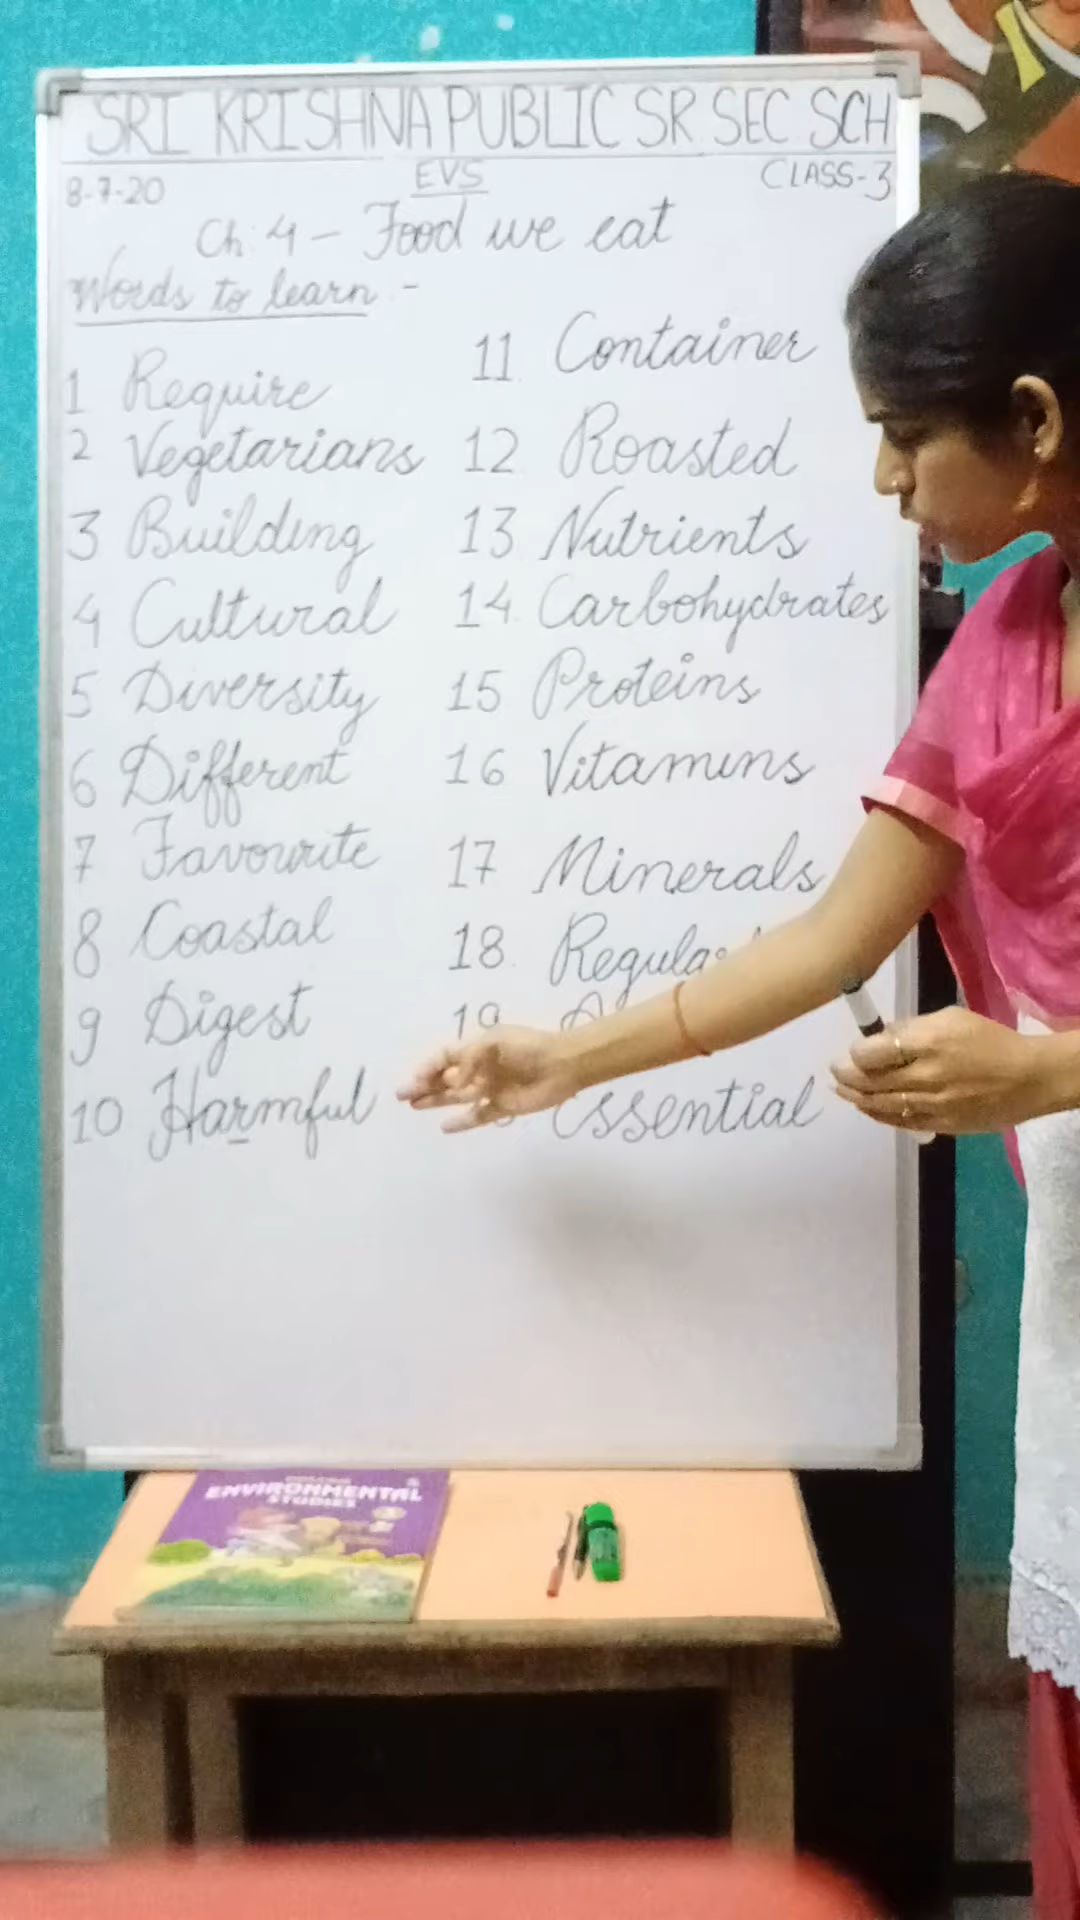 SRI KRISHNA PUBLIC SR SEC SCH
8-7-20 EVS CLASS-3
Ch: 4 - Food we eat
Words to learn -
1 Require
2 Vegetarians
3 Building
4 Cultural
5 Diversity
6 Different
7 Favourite
8 Coastal
9 Digest
10 Harmful
11 Container
12 Roasted
13 Nutrients
14 Carbohydrates
15 Proteins
16 Vitamins
17 Minerals
18
19
Essential
ENVIRONMENTAL
STUDIES